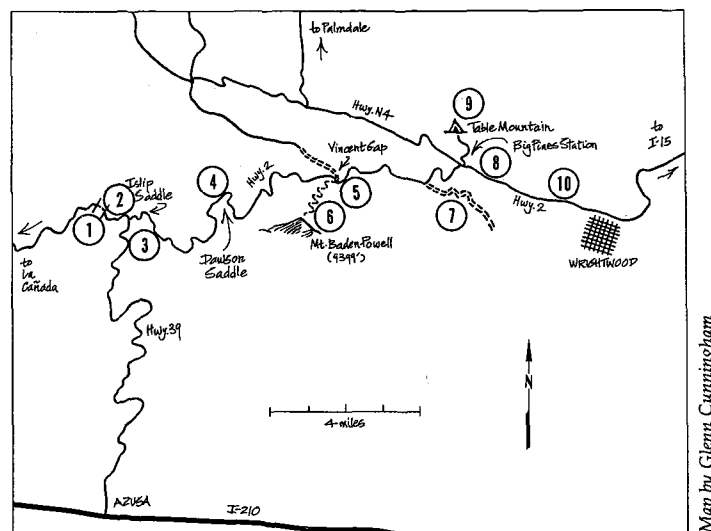 to Palmdale
Hwy. N4
9
Table Mountain
Big Pines Station
to
I-15
Vincent Gap
8
10
Hwy. 2
Hwy. 2
4
2
Islip
Saddle
5
7
1
3
6
Mt. Baden-Powell
(9399')
Dawson
Saddle
WRIGHTWOOD
to
La
Cañada
Hwy. 39
N
4 miles
AZUSA
I-210
Map by Glenn Cunningham